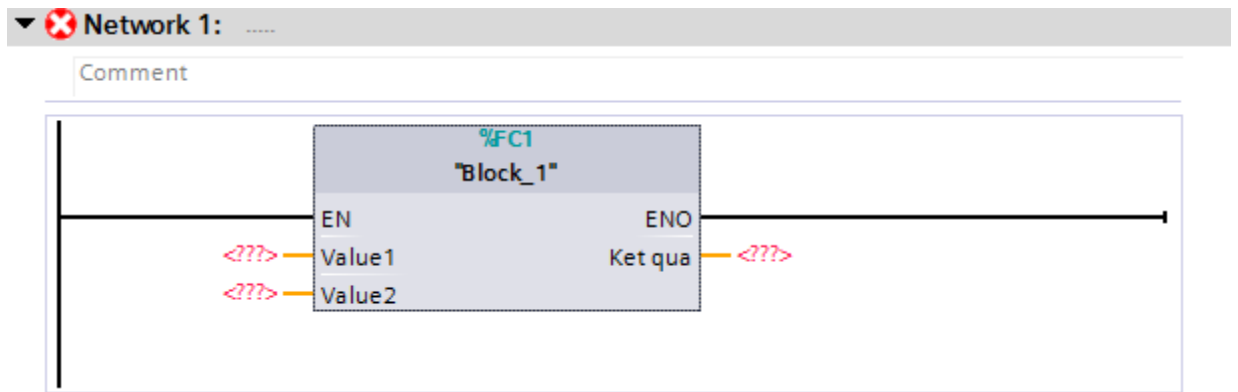 Network 1: .....
Comment
%FC1
"Block_1"
EN ENO
<???> Value1 Ket qua <???>
<???> Value2